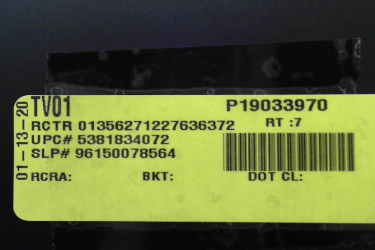 01-13-20
TV01 P19033970
RCTR 01356271227636372 RT :7
UPC# 5381834072
SLP# 96150078564
RCRA: BKT: DOT CL: